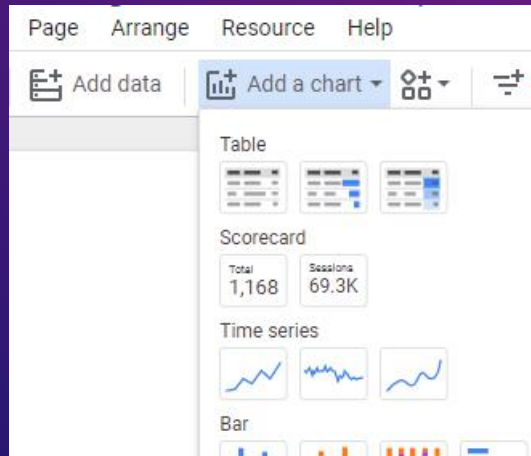 Page Arrange Resource Help
Add data Add a chart
Table
Scorecard
Total Sessions
1,168 69.3K
Time series
Bar